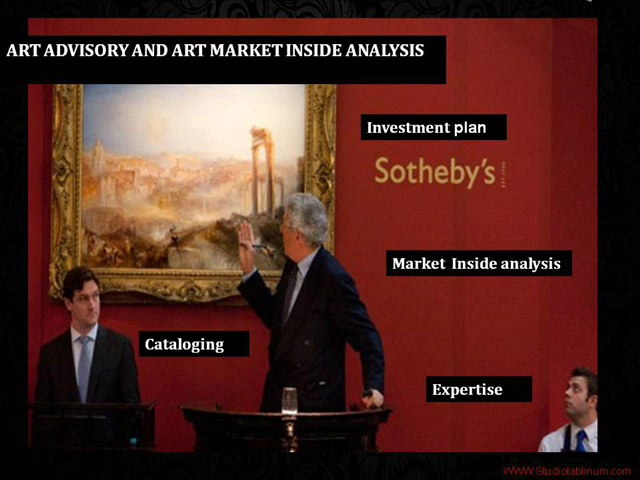 ART ADVISORY AND ART MARKET INSIDE ANALYSIS
Investment plan
Sotheby's
Market Inside analysis
Cataloging
Expertise
WWW.Studiotablinum.com